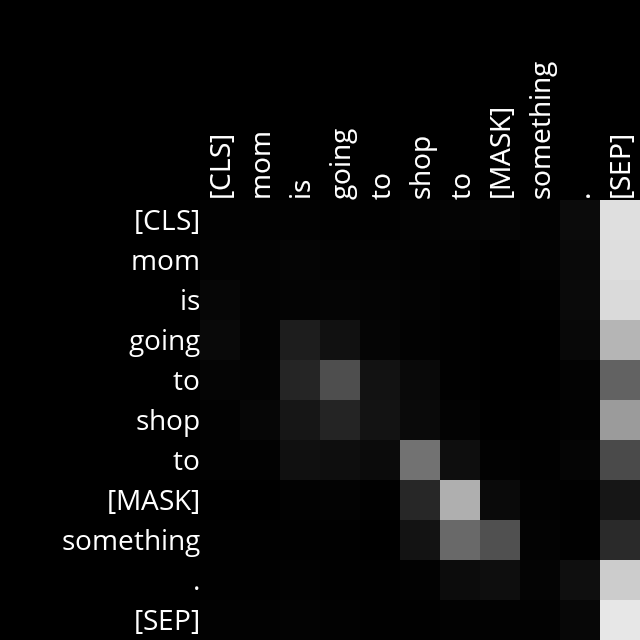 [CLS] mom is going to shop to [MASK] something . [SEP]
[CLS]
mom
is
going
to
shop
to
[MASK]
something
.
[SEP]